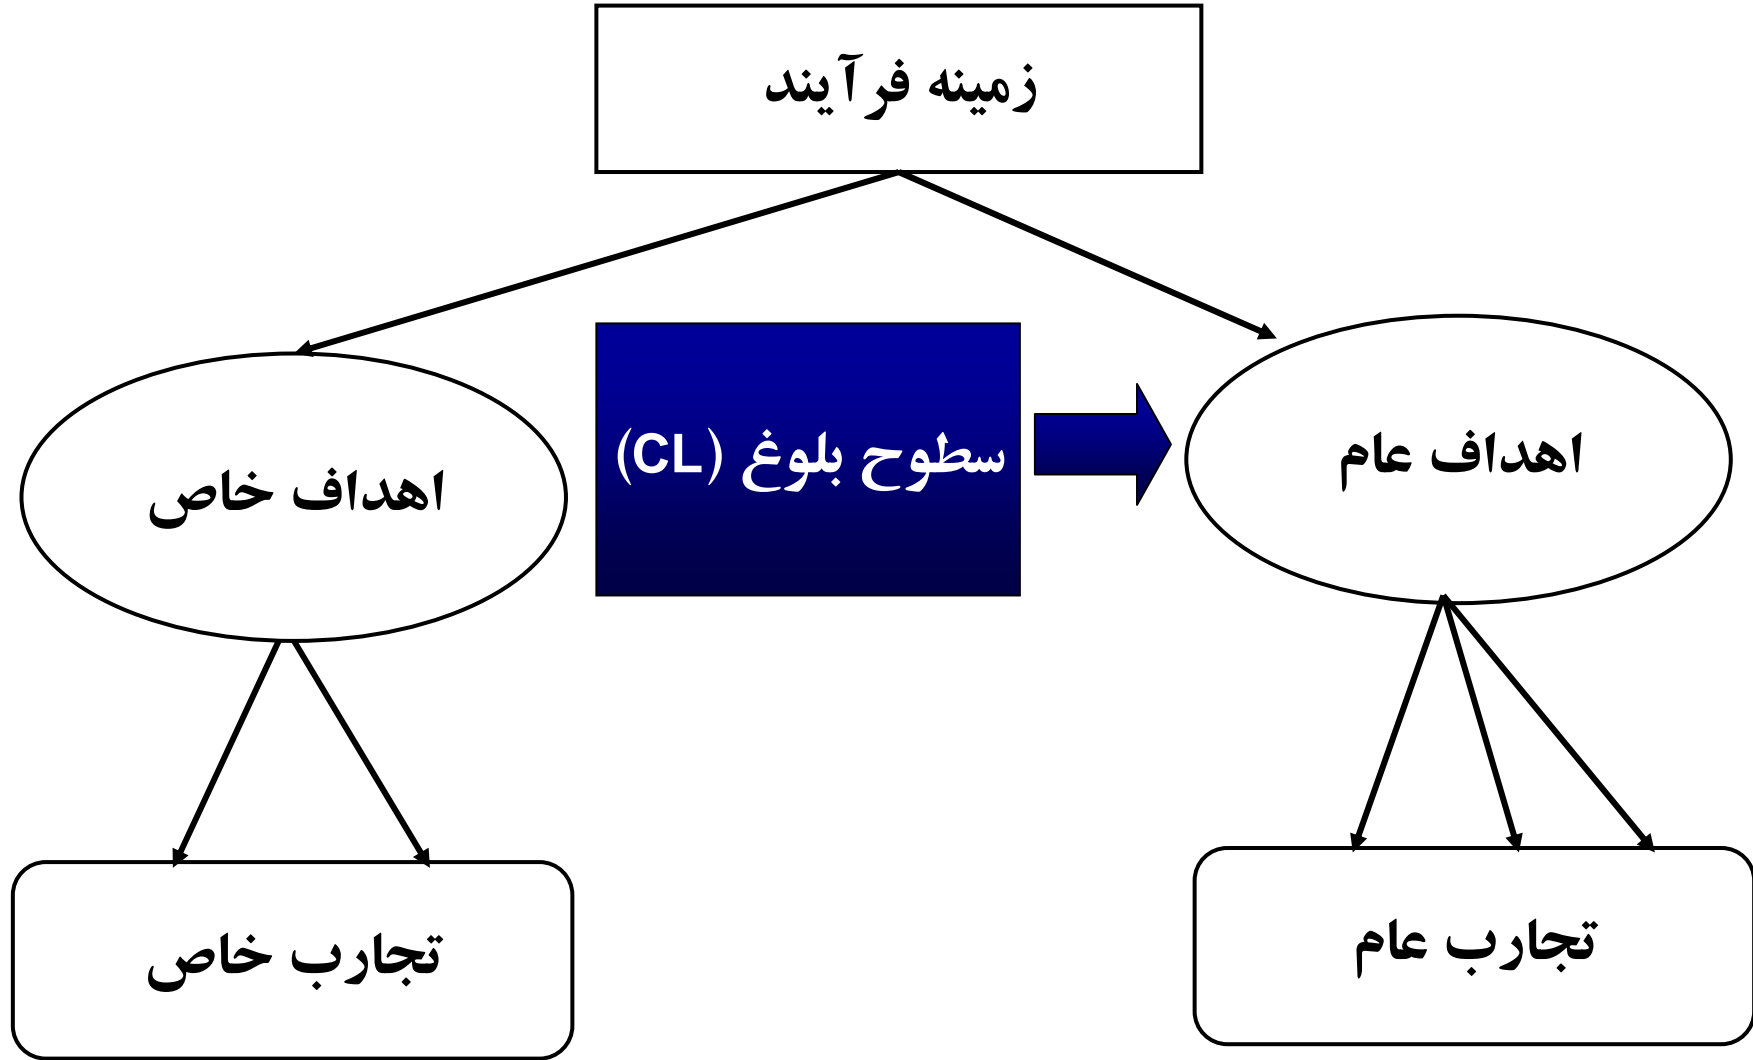 زمینه فرآیند
اهداف عام
سطوح بلوغ (CL)
اهداف خاص
تجارب عام
تجارب خاص